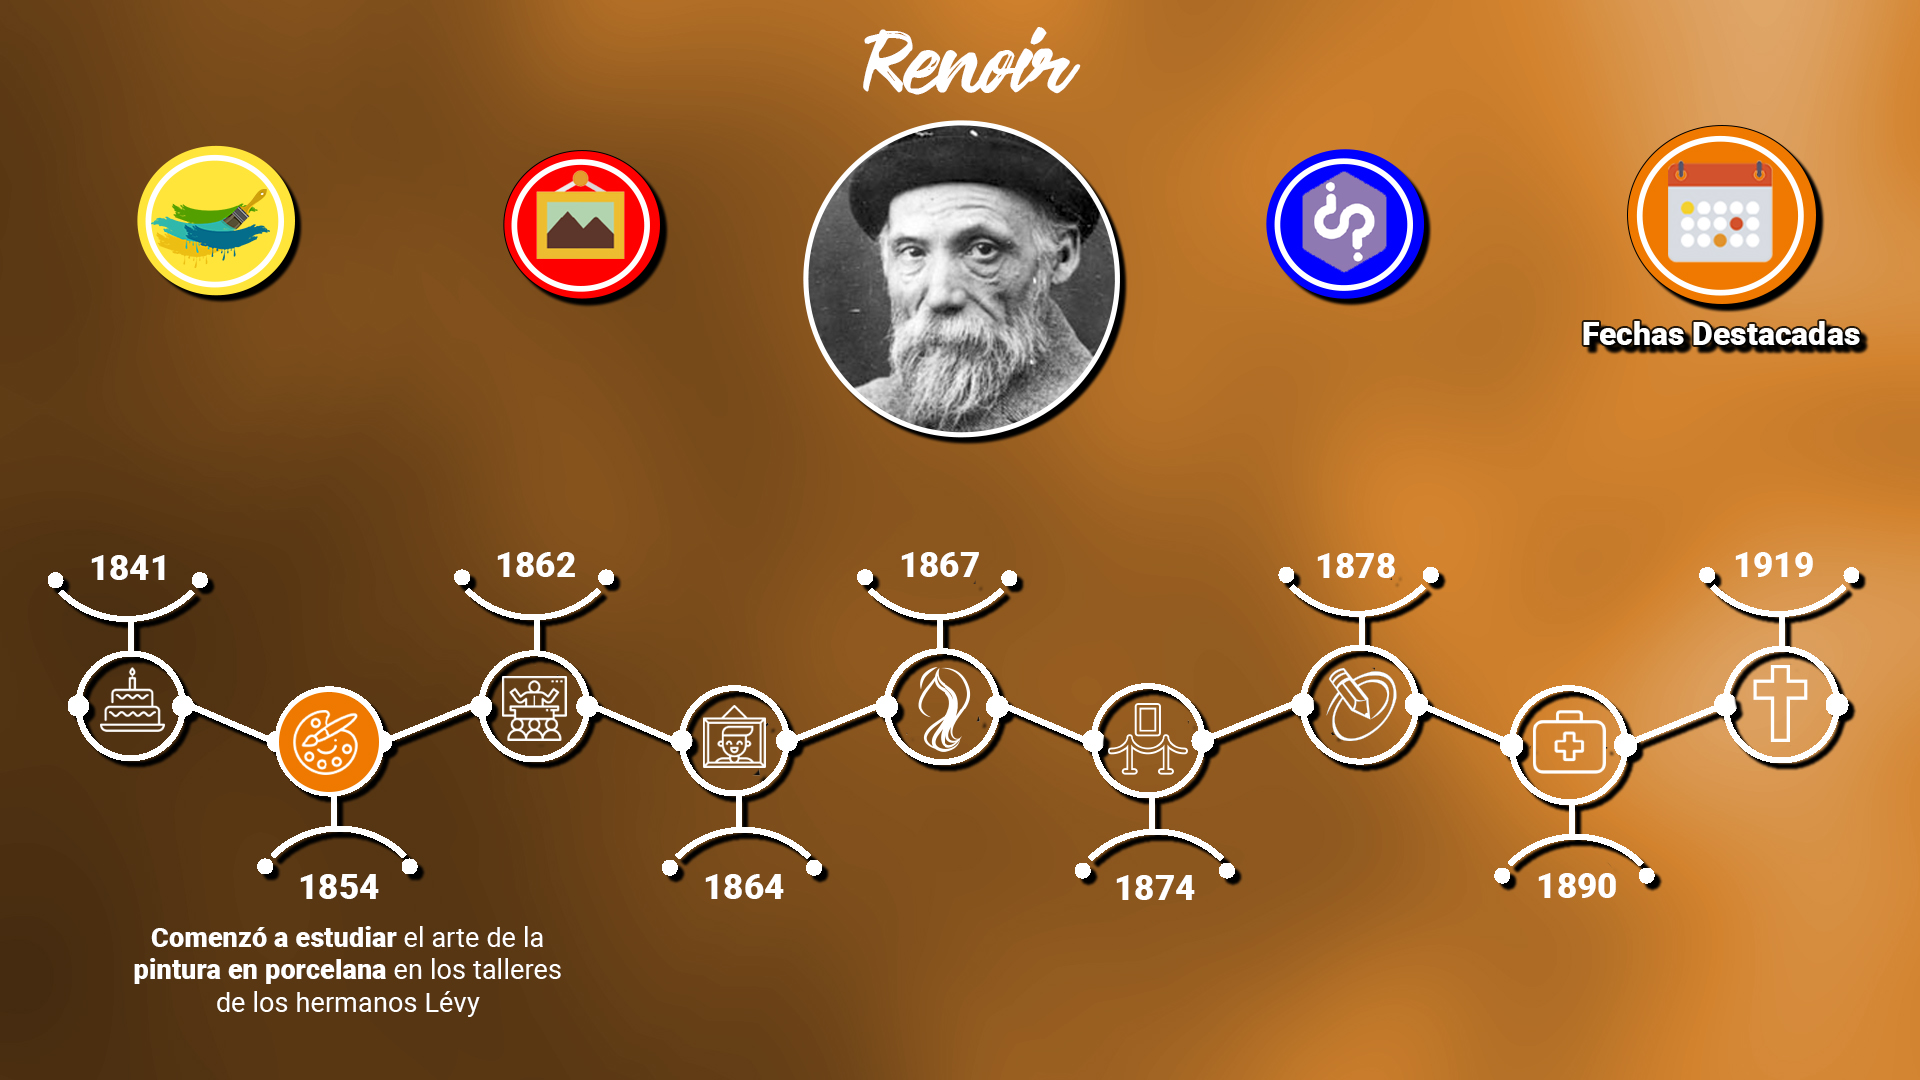 Renoir
Fechas Destacadas
1841
1862
1867
1878
1919
1854
1864
1874
1890
Comenzó a estudiar el arte de la
pintura en porcelana en los talleres
de los hermanos Lévy